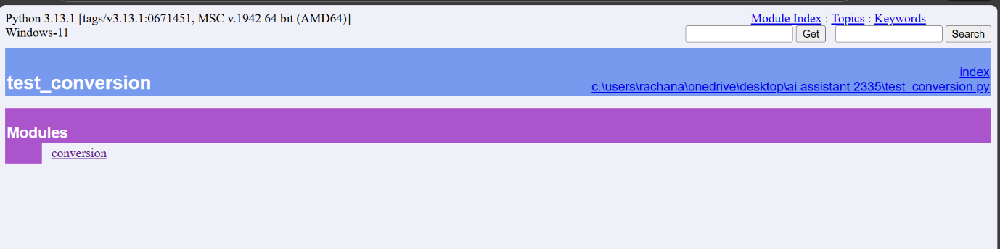 Python 3.13.1 [tags/v3.13.1:0671451, MSC v.1942 64 bit (AMD64)]
Windows-11
Module Index : Topics : Keywords
Get Search
test_conversion
index
c:\users\rachana\onedrive\desktop\ai assistant 2335\test_conversion.py
Modules
conversion